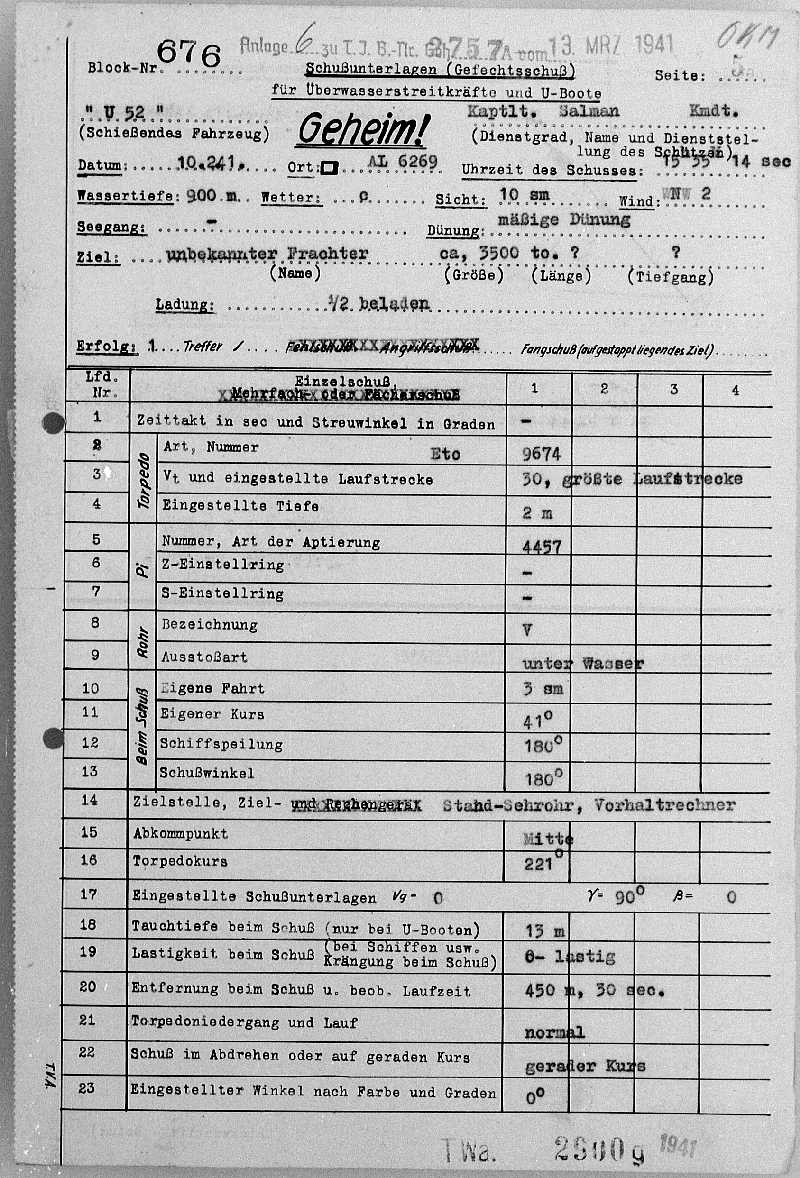 Anlage 6 zu T.J.B.-Nr. Geh 2757A vom 13. MRZ 1941 OKM
Block-Nr. 676 Schußunterlagen (Gefechtsschuß) Seite: 5
für Überwasserstreitkräfte und U-Boote
" U 52 " Geheim! Kaptlt. Salman Kmdt.
(Schießendes Fahrzeug) (Dienstgrad, Name und Dienststel-
lung des Schützen)
Datum: 10.241. Ort: AL 6269 Uhrzeit des Schusses: 15 35 14 sec
Wassertiefe: 900 m. Wetter: c Sicht: 10 sm Wind: WNW 2
Seegang: - Dünung: mäßige Dünung
Ziel: unbekannter Frachter ca, 3500 to. ? ?
(Name) (Größe) (Länge) (Tiefgang)
Ladung: 1/2 beladen
Erfolg: 1 Treffer / Fehlschuß Angriffsschuß Fangschuß (auf gestoppt liegendes Ziel)
Lfd. Nr. Einzelschuß, 1 2 3 4
Mehrfach- oder Fächerschuß
1 Zeittakt in sec und Streuwinkel in Graden -
Torpedo
2 Art, Nummer Eto 9674
3 Vt und eingestellte Laufstrecke 30, größte Laufstrecke
4 Eingestellte Tiefe 2 m
Pi
5 Nummer, Art der Aptierung 4457
6 Z-Einstellring -
7 S-Einstellring -
Rohr
8 Bezeichnung V
9 Ausstoßart unter Wasser
Beim Schuß
10 Eigene Fahrt 3 sm
11 Eigener Kurs 41°
12 Schiffspeilung 180°
13 Schußwinkel 180°
14 Zielstelle, Ziel- und Rechengerät Stand-Sehrohr, Vorhaltrechner
15 Abkommpunkt Mitte
16 Torpedokurs 221°
17 Eingestellte Schußunterlagen Vg= 0 γ= 90° β= 0
18 Tauchtiefe beim Schuß (nur bei U-Booten) 13 m
19 Lastigkeit beim Schuß (bei Schiffen usw. Krängung beim Schuß) 0- lastig
20 Entfernung beim Schuß u. beob. Laufzeit 450 m, 30 sec.
21 Torpedoniedergang und Lauf normal
22 Schuß im Abdrehen oder auf geraden Kurs gerader Kurs
23 Eingestellter Winkel nach Farbe und Graden 0°
TVA
TWa. 2900 g 1941